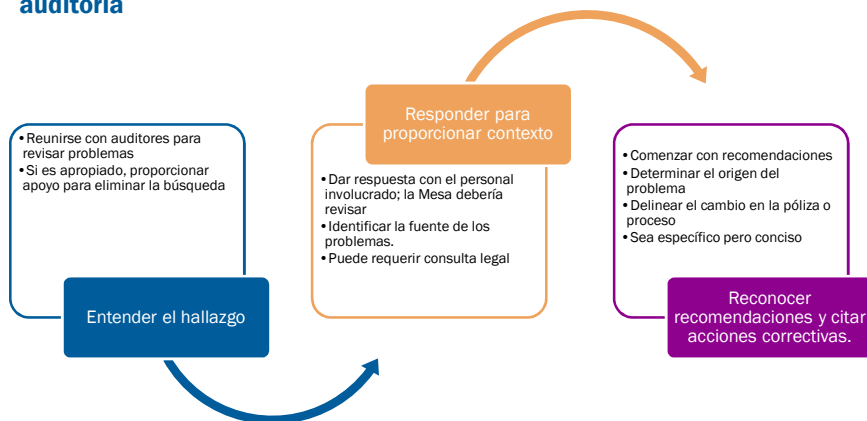 auditoría
• Reunirse con auditores para
revisar problemas
• Si es apropiado, proporcionar
apoyo para eliminar la búsqueda
Entender el hallazgo
Responder para
proporcionar contexto
• Dar respuesta con el personal
involucrado; la Mesa debería
revisar
• Identificar la fuente de los
problemas.
• Puede requerir consulta legal
• Comenzar con recomendaciones
• Determinar el origen del
problema
• Delinear el cambio en la póliza o
proceso
• Sea específico pero conciso
Reconocer
recomendaciones y citar
acciones correctivas.